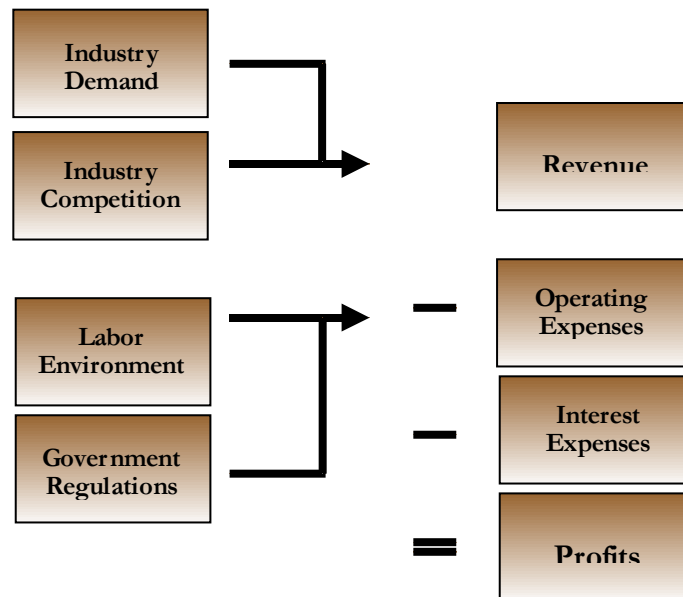 Industry
Demand
Industry
Competition
Labor
Environment
Government
Regulations
Revenue
Operating
Expenses
Interest
Expenses
Profits